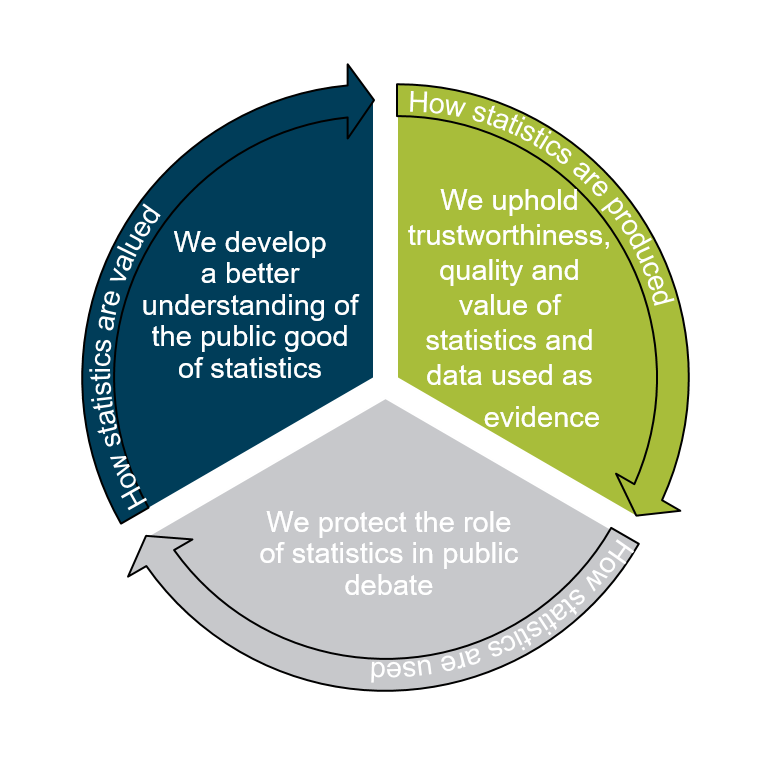 How statistics are produced
We uphold
trustworthiness,
quality and
value of
statistics and
data used as
evidence
How statistics are used
We protect the role
of statistics in public
debate
How statistics are valued
We develop
a better
understanding of
the public good
of statistics